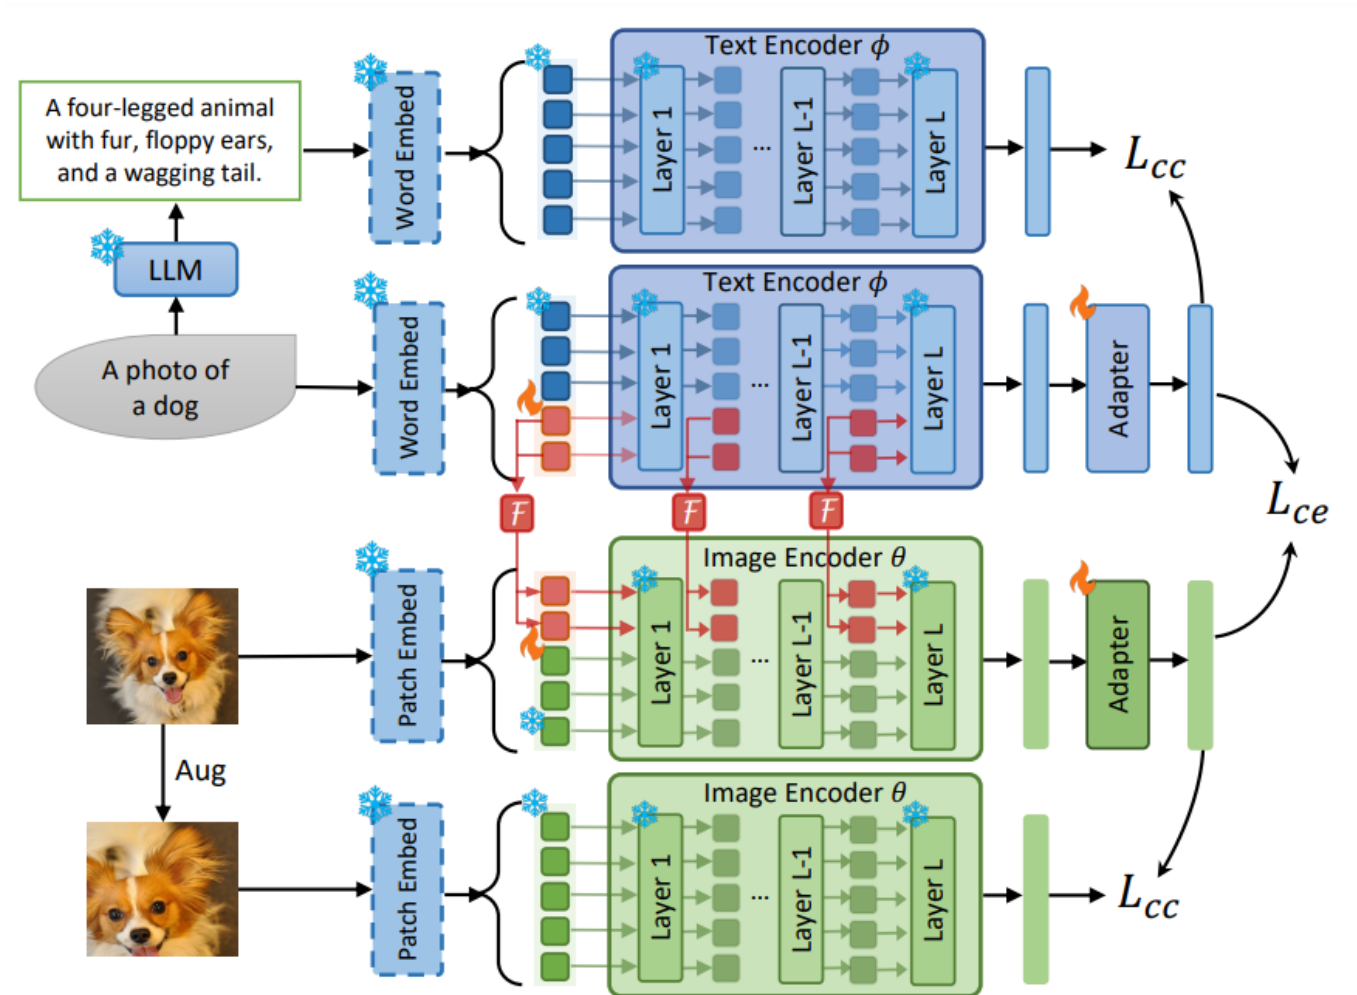 Text Encoder ϕ
A four-legged animal
with fur, floppy ears,
and a wagging tail.
Word Embed
Layer 1
...
Layer L-1
Layer L
L_cc
LLM
A photo of
a dog
Word Embed
Text Encoder ϕ
Layer 1
...
Layer L-1
Layer L
Adapter
L_ce
F
F
F
Image Encoder θ
Patch Embed
Layer 1
...
Layer L-1
Layer L
Adapter
Aug
Image Encoder θ
Patch Embed
Layer 1
...
Layer L-1
Layer L
L_cc